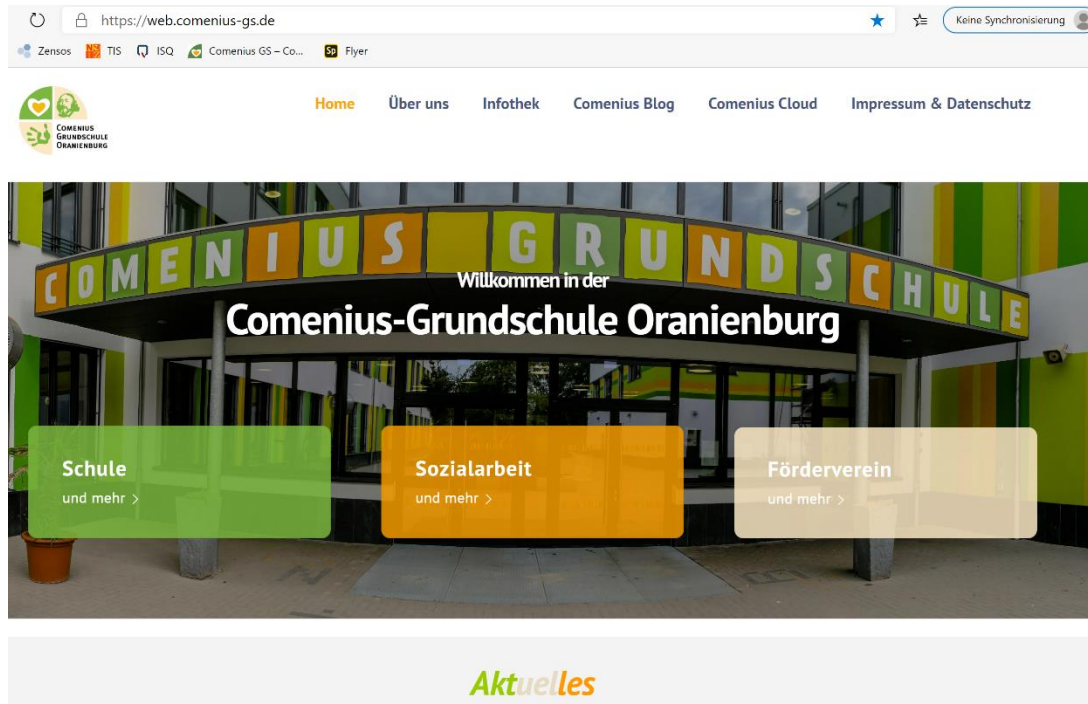 https://web.comenius-gs.de
Keine Synchronisierung
Zensos TIS ISQ Comenius GS – Co... Sp Flyer
COMENIUS
GRUNDSCHULE
ORANIENBURG
Home Über uns Infothek Comenius Blog Comenius Cloud Impressum & Datenschutz
COMENIUS GRUNDSCHULE
Willkommen in der
Comenius-Grundschule Oranienburg
Schule
und mehr >
Sozialarbeit
und mehr >
Förderverein
und mehr >
Aktuelles